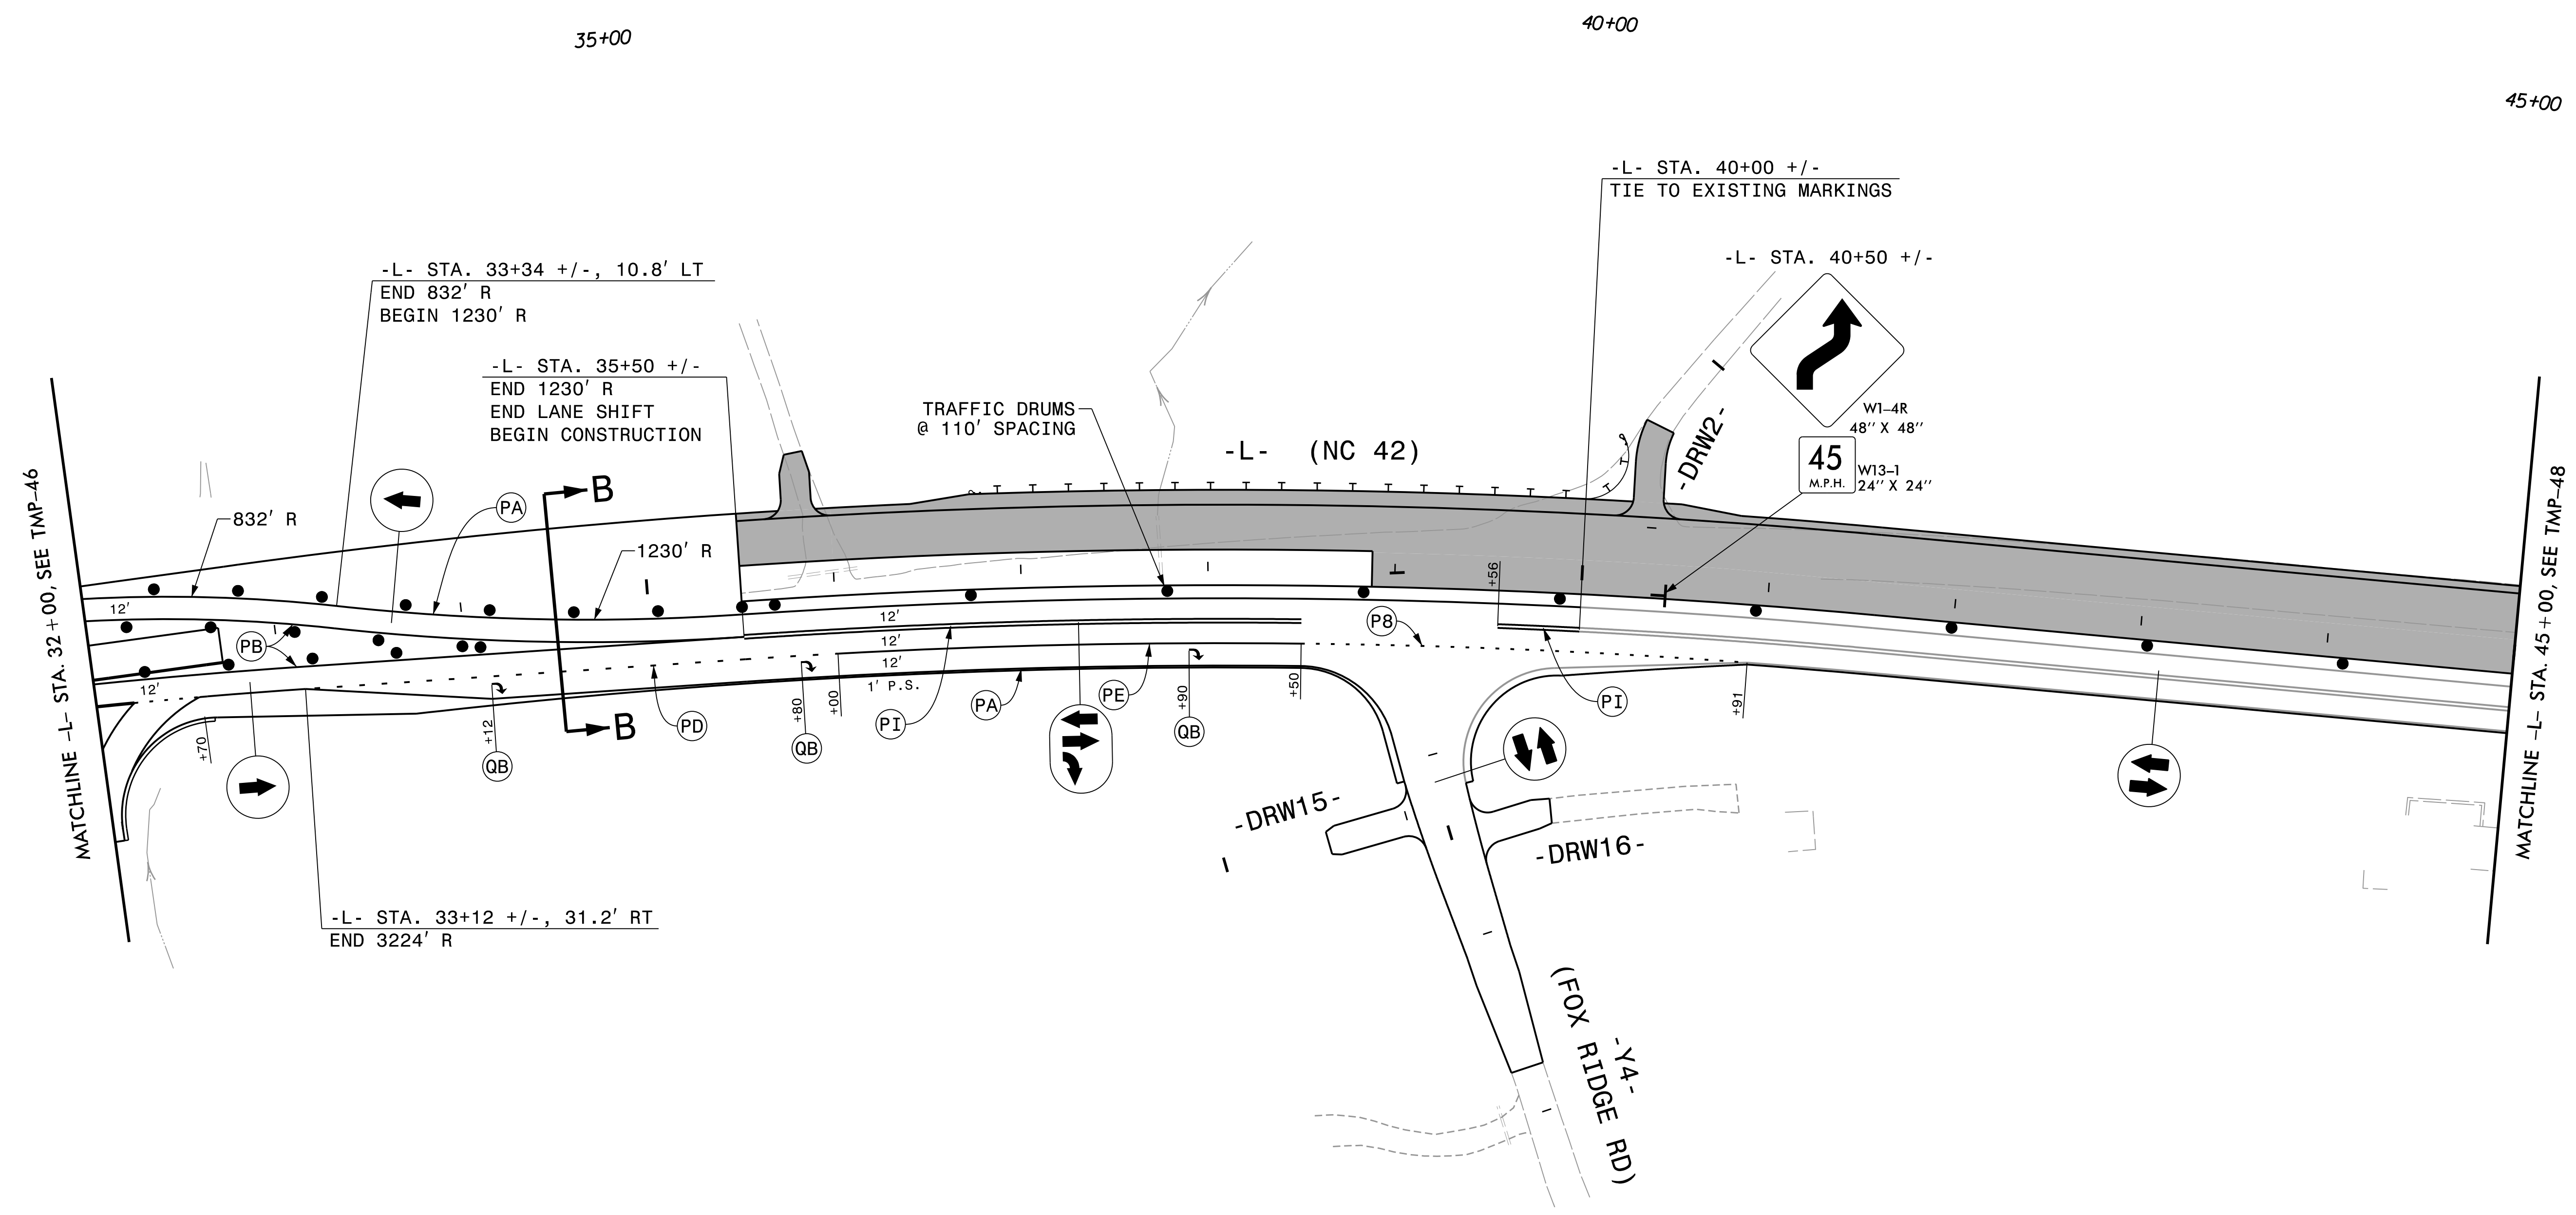 35+00
40+00
45+00
-L- STA. 40+00 +/-
TIE TO EXISTING MARKINGS
-L- STA. 33+34 +/-, 10.8' LT
END 832' R
BEGIN 1230' R
-L- STA. 40+50 +/-
-L- STA. 35+50 +/-
END 1230' R
END LANE SHIFT
BEGIN CONSTRUCTION
TRAFFIC DRUMS
@ 110' SPACING
-L- (NC 42)
-DRW2-
W1-4R
48" X 48"
45
M.P.H.
W13-1
24" X 24"
MATCHLINE -L- STA. 32+00, SEE TMP-46
MATCHLINE -L- STA. 45+00, SEE TMP-48
832' R
PA
B
1230' R
+56
12'
12'
12'
12'
12'
1' P.S.
PB
P8
+70
+12
+80
+00
+90
+50
+91
QB
PD
QB
PI
PA
PE
QB
PI
B
-DRW15-
-DRW16-
-L- STA. 33+12 +/-, 31.2' RT
END 3224' R
-Y4-
(FOX RIDGE RD)